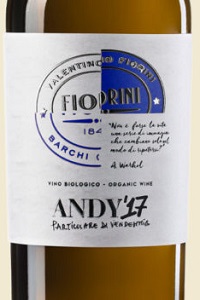 VALENTINO FIORINI
FIORINI
184
BARCHI
"Non è forse la vita
una serie di immagini
che cambiano solo nel
modo di ripetersi?"
A. Warhol
VINO BIOLOGICO - ORGANIC WINE
ANDY '17
PARTICOLARE DI VENDEMMIA